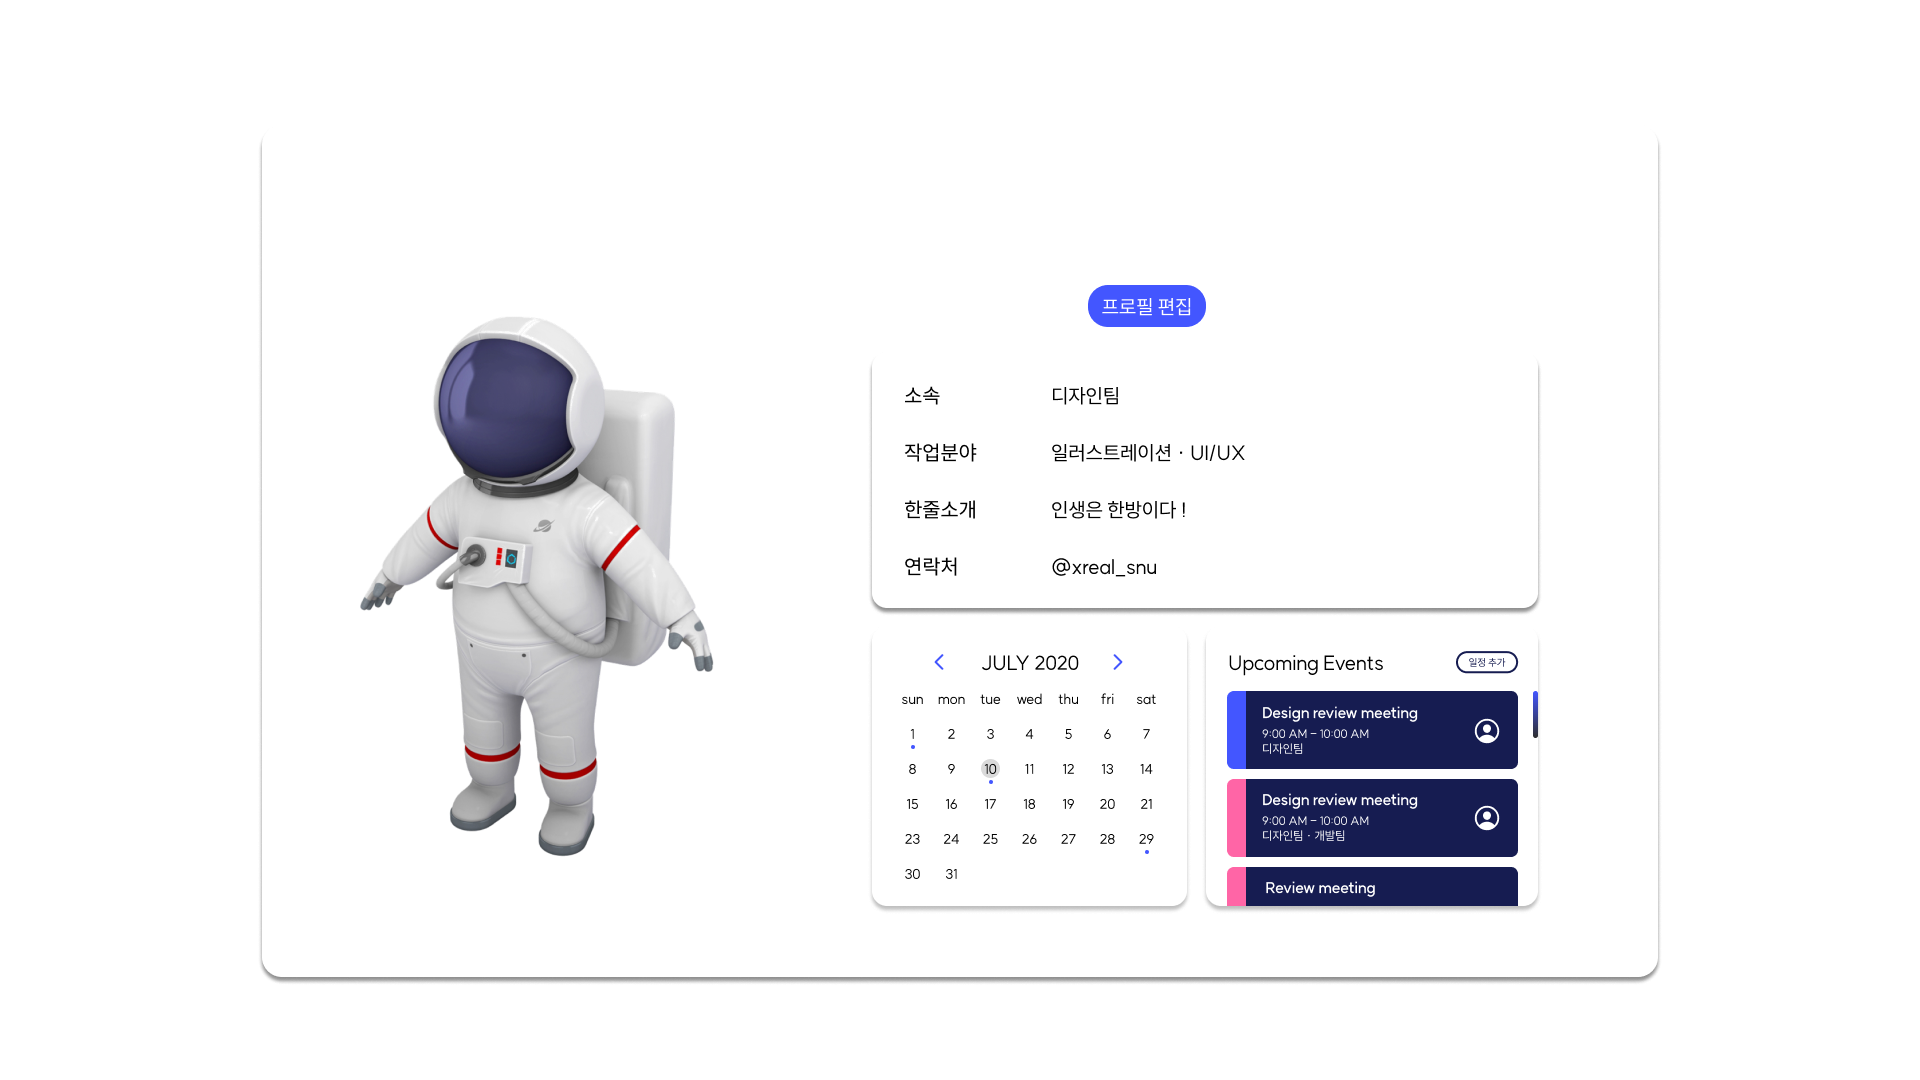 프로필 편집
소속 디자인팀
작업분야 일러스트레이션 · UI/UX
한줄소개 인생은 한방이다 !
연락처 @xreal_snu
JULY 2020
sun mon tue wed thu fri sat
1 2 3 4 5 6 7
8 9 10 11 12 13 14
15 16 17 18 19 20 21
23 24 25 26 27 28 29
30 31
Upcoming Events 일정 추가
Design review meeting
9:00 AM – 10:00 AM
디자인팀
Design review meeting
9:00 AM – 10:00 AM
디자인팀 · 개발팀
Review meeting